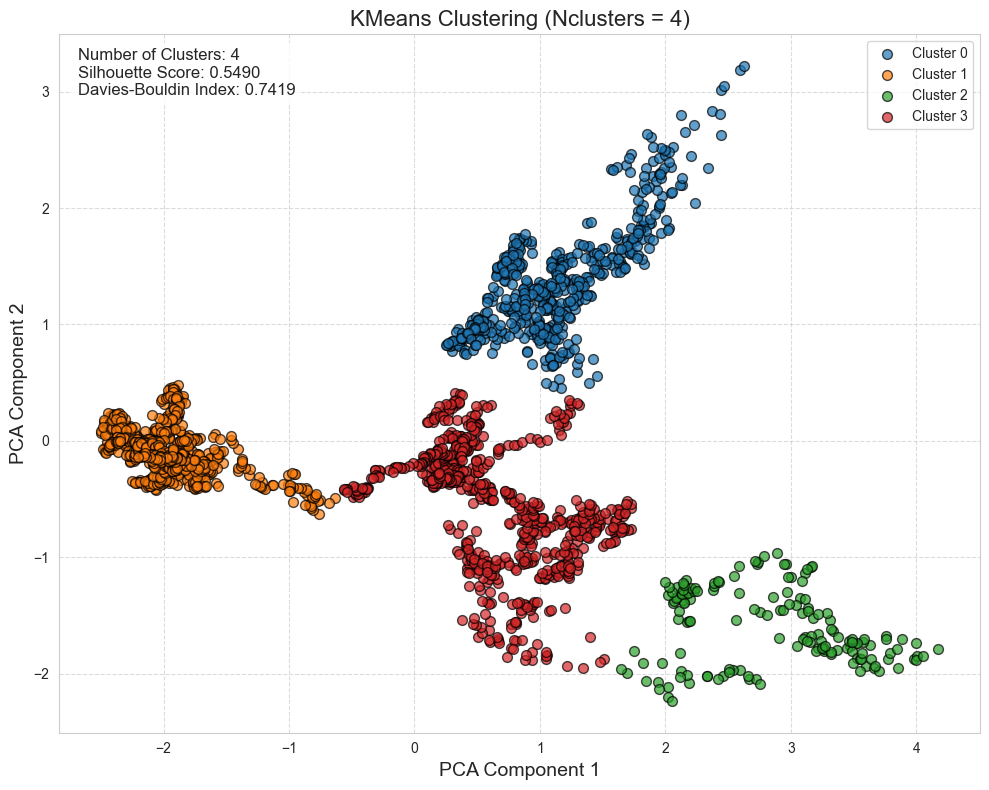 KMeans Clustering (Nclusters = 4)
Number of Clusters: 4
Silhouette Score: 0.5490
Davies-Bouldin Index: 0.7419
Cluster 0
Cluster 1
Cluster 2
Cluster 3
PCA Component 2
3
2
1
0
−1
−2
−2
−1
0
1
2
3
4
PCA Component 1